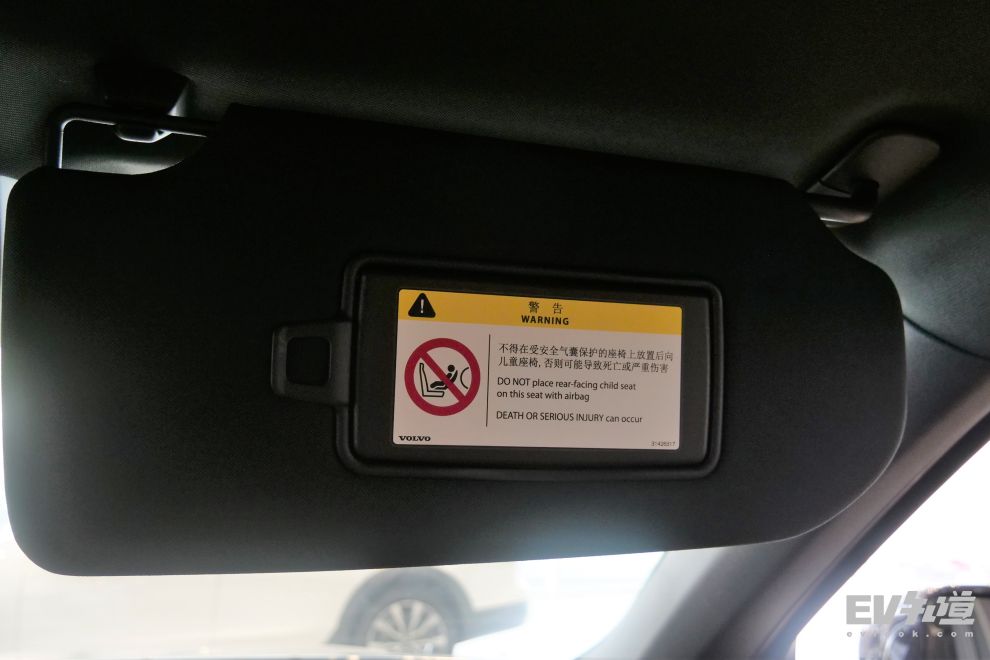 警 告
WARNING
不得在受安全气囊保护的座椅上放置后向
儿童座椅,否则可能导致死亡或严重伤害
DO NOT place rear-facing child seat
on this seat with airbag
DEATH OR SERIOUS INJURY can occur
VOLVO
31426317
EV知道